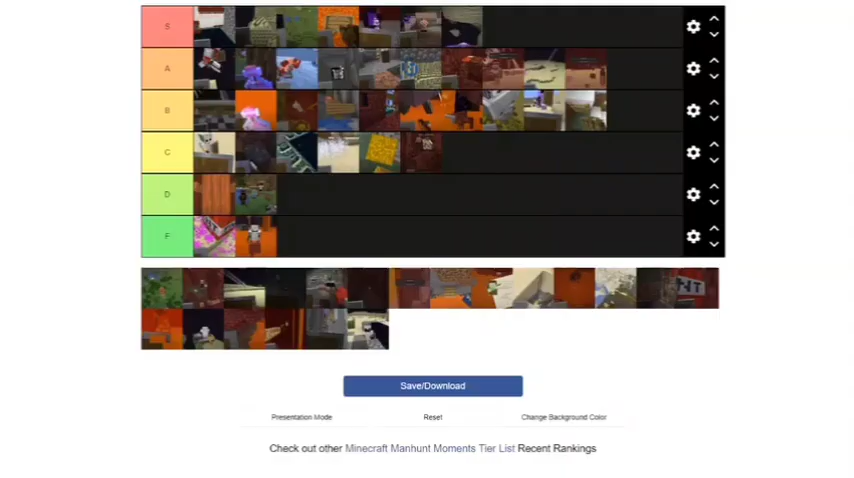 S
A
B
C
D
F
Save/Download
Presentation Mode Reset Change Background Color
Check out other Minecraft Manhunt Moments Tier List Recent Rankings